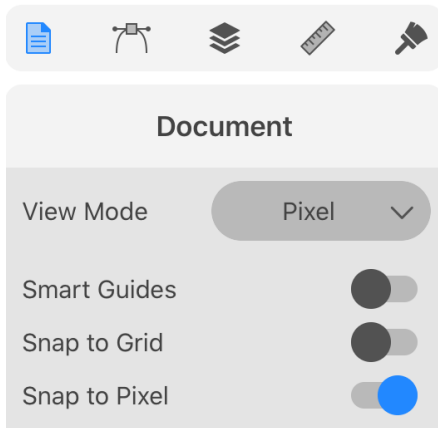 Document
View Mode Pixel
Smart Guides
Snap to Grid
Snap to Pixel